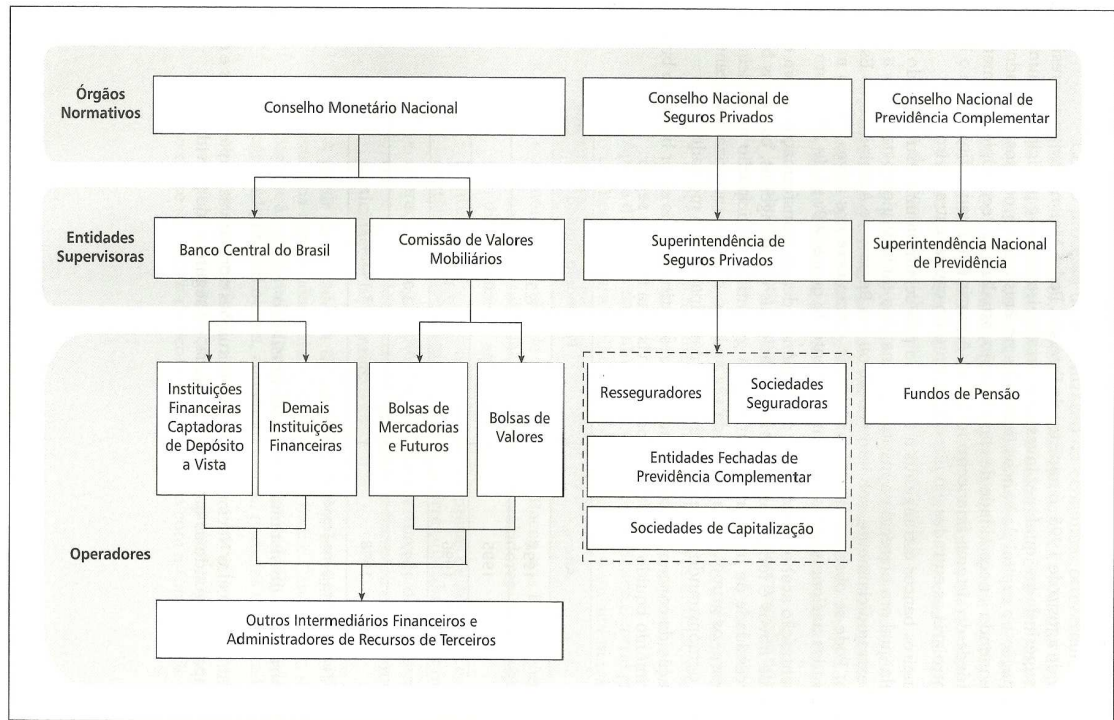 Órgãos
Normativos
Conselho Monetário Nacional
Conselho Nacional de
Seguros Privados
Conselho Nacional de
Previdência Complementar
Entidades
Supervisoras
Banco Central do Brasil
Comissão de Valores
Mobiliários
Superintendência de
Seguros Privados
Superintendência Nacional
de Previdência
Operadores
Instituições
Financeiras
Captadoras
de Depósito
a Vista
Demais
Instituições
Financeiras
Bolsas de
Mercadorias
e Futuros
Bolsas de
Valores
Resseguradores
Sociedades
Seguradoras
Entidades Fechadas de
Previdência Complementar
Sociedades de Capitalização
Fundos de Pensão
Outros Intermediários Financeiros e
Administradores de Recursos de Terceiros